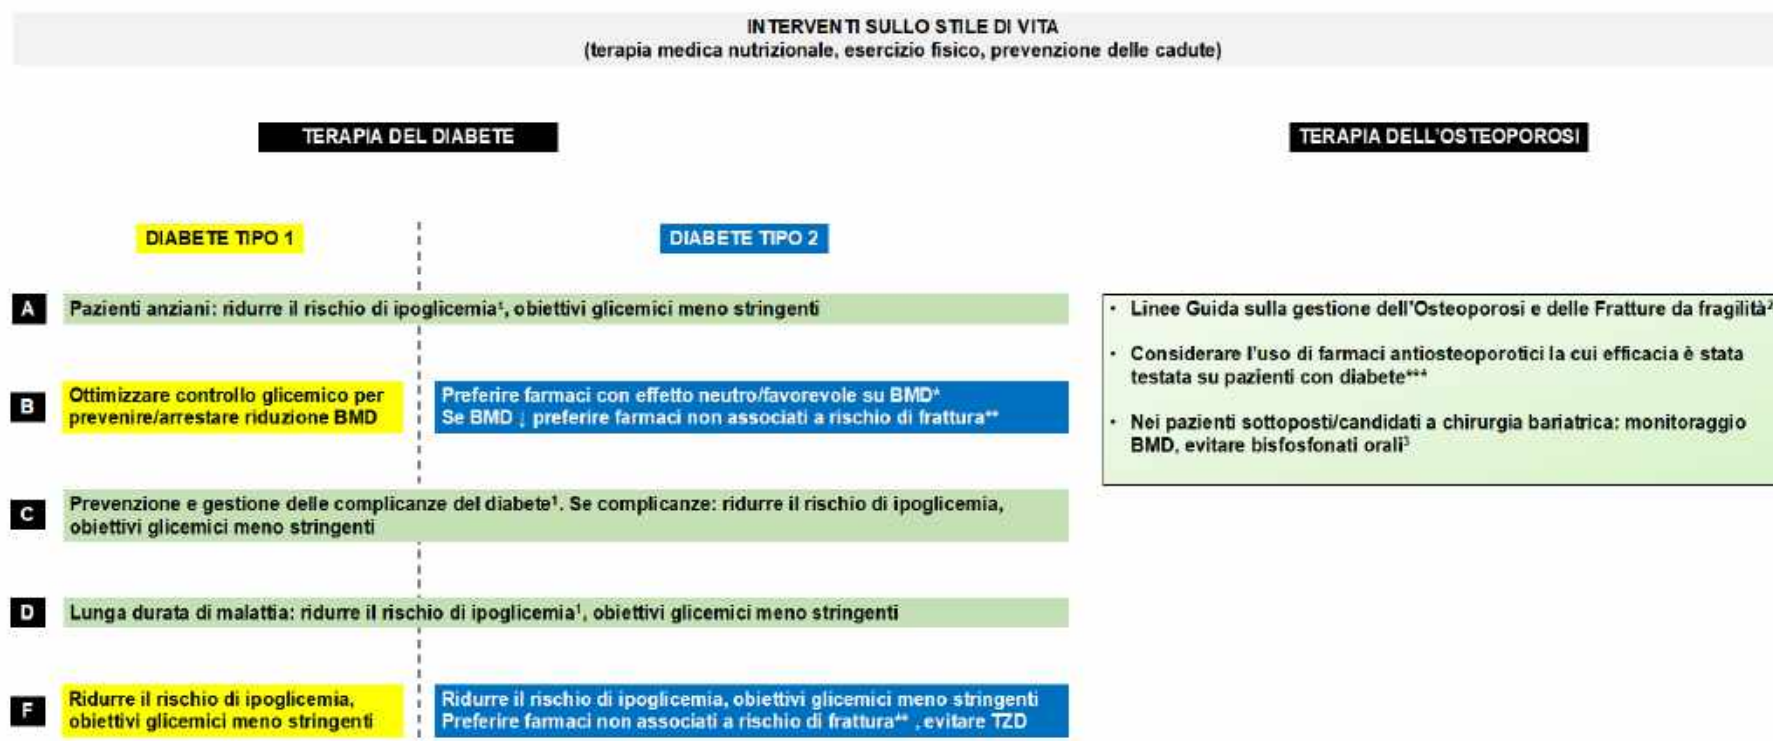 INTERVENTI SULLO STILE DI VITA
(terapia medica nutrizionale, esercizio fisico, prevenzione delle cadute)
TERAPIA DEL DIABETE
TERAPIA DELL'OSTEOPOROSI
DIABETE TIPO 1
DIABETE TIPO 2
A
Pazienti anziani: ridurre il rischio di ipoglicemia¹, obiettivi glicemici meno stringenti
B
Ottimizzare controllo glicemico per
prevenire/arrestare riduzione BMD
Preferire farmaci con effetto neutro/favorevole su BMD*
Se BMD ↓ preferire farmaci non associati a rischio di frattura**
C
Prevenzione e gestione delle complicanze del diabete¹. Se complicanze: ridurre il rischio di ipoglicemia,
obiettivi glicemici meno stringenti
D
Lunga durata di malattia: ridurre il rischio di ipoglicemia¹, obiettivi glicemici meno stringenti
F
Ridurre il rischio di ipoglicemia,
obiettivi glicemici meno stringenti
Ridurre il rischio di ipoglicemia, obiettivi glicemici meno stringenti
Preferire farmaci non associati a rischio di frattura** , evitare TZD
• Linee Guida sulla gestione dell'Osteoporosi e delle Fratture da fragilità²
• Considerare l'uso di farmaci antiosteoporotici la cui efficacia è stata
testata su pazienti con diabete***
• Nei pazienti sottoposti/candidati a chirurgia bariatrica: monitoraggio
BMD, evitare bisfosfonati orali³